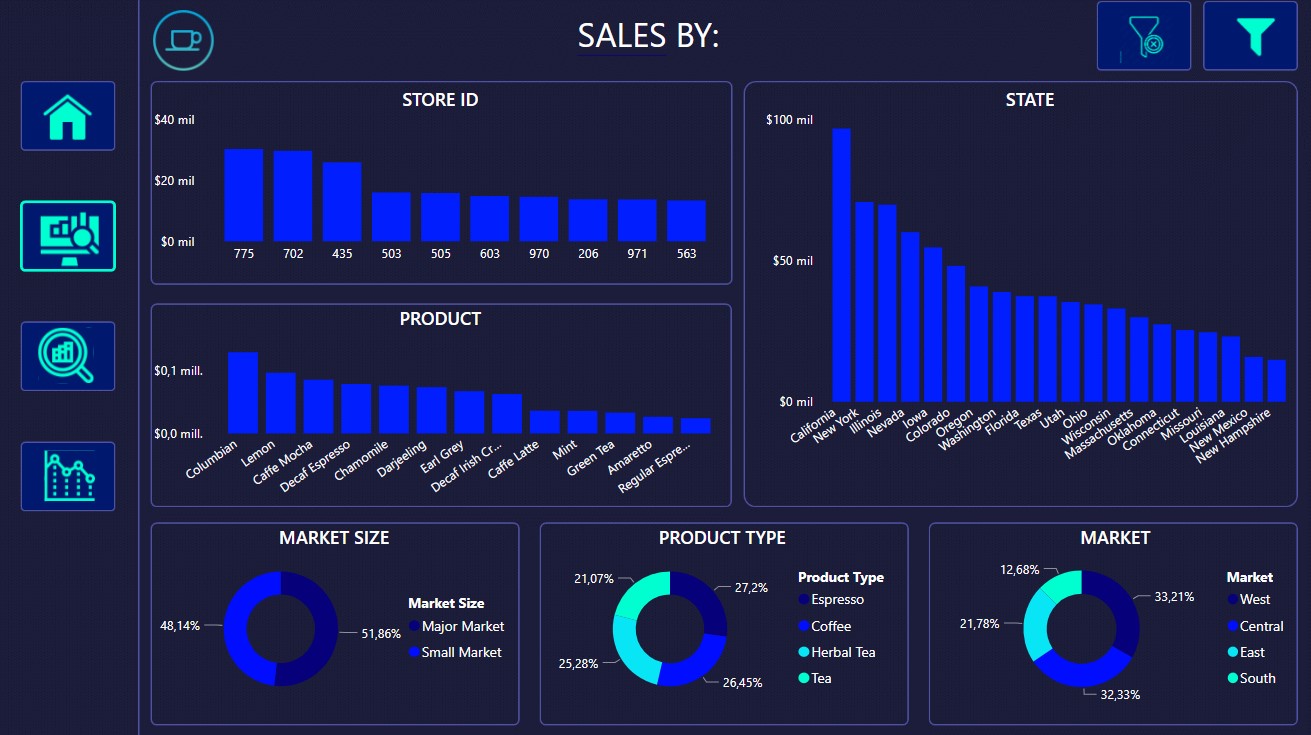 SALES BY:
STORE ID
$40 mil
$20 mil
$0 mil
775 702 435 503 505 603 970 206 971 563
PRODUCT
$0,1 mill.
$0,0 mill.
Columbian
Lemon
Caffe Mocha
Decaf Espresso
Chamomile
Darjeeling
Earl Grey
Decaf Irish Cr...
Caffe Latte
Mint
Green Tea
Amaretto
Regular Espre...
STATE
$100 mil
$50 mil
$0 mil
California
New York
Illinois
Nevada
Iowa
Colorado
Oregon
Washington
Florida
Texas
Utah
Ohio
Wisconsin
Massachusetts
Oklahoma
Connecticut
Missouri
Louisiana
New Mexico
New Hampshire
MARKET SIZE
48,14%
51,86%
Market Size
Major Market
Small Market
PRODUCT TYPE
21,07%
27,2%
25,28%
26,45%
Product Type
Espresso
Coffee
Herbal Tea
Tea
MARKET
12,68%
33,21%
21,78%
32,33%
Market
West
Central
East
South